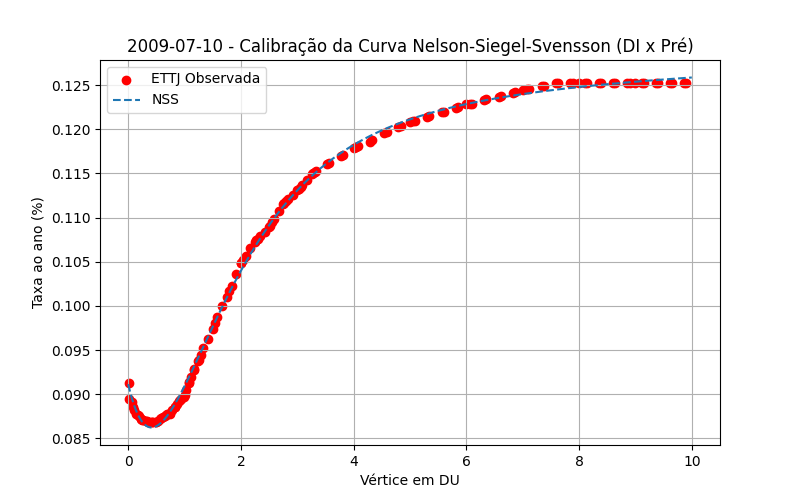 2009-07-10 - Calibração da Curva Nelson-Siegel-Svensson (DI x Pré)
ETTJ Observada
NSS
Taxa ao ano (%)
0.125
0.120
0.115
0.110
0.105
0.100
0.095
0.090
0.085
0 2 4 6 8 10
Vértice em DU